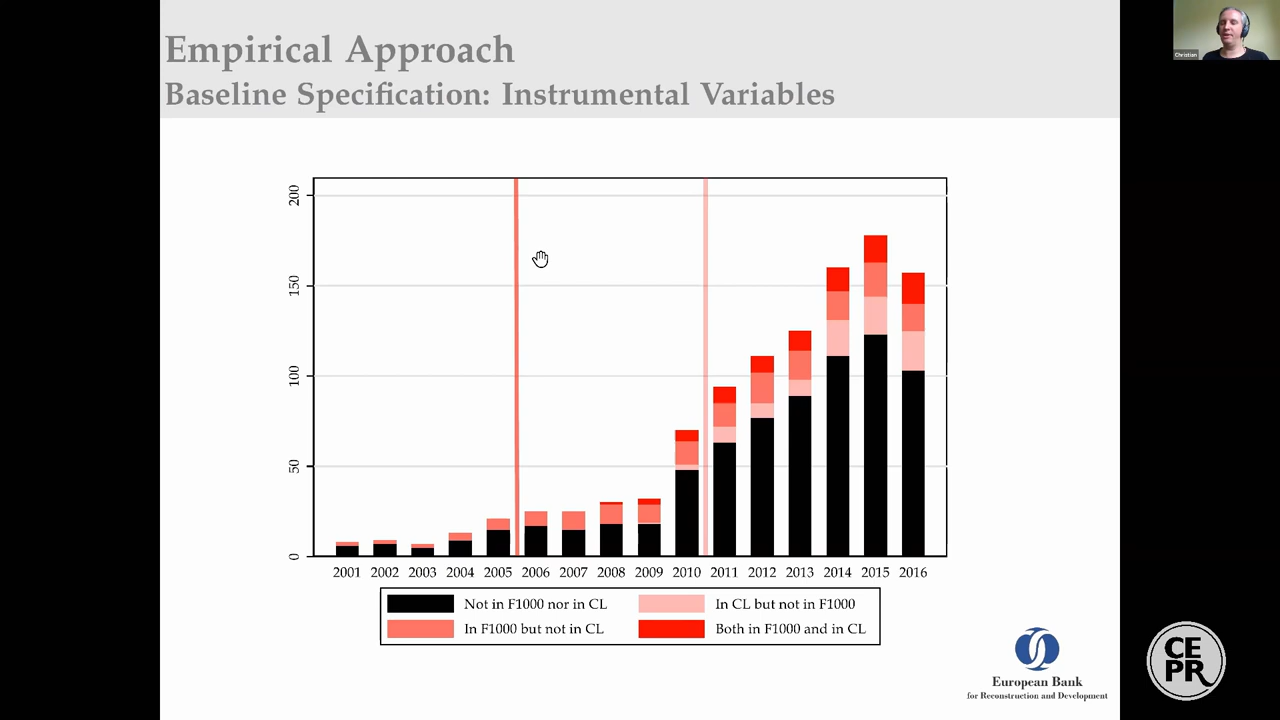 Empirical Approach
Baseline Specification: Instrumental Variables
Christian
200
150
100
50
0
2001 2002 2003 2004 2005 2006 2007 2008 2009 2010 2011 2012 2013 2014 2015 2016
Not in F1000 nor in CL In CL but not in F1000
In F1000 but not in CL Both in F1000 and in CL
European Bank
for Reconstruction and Development
CE
PR